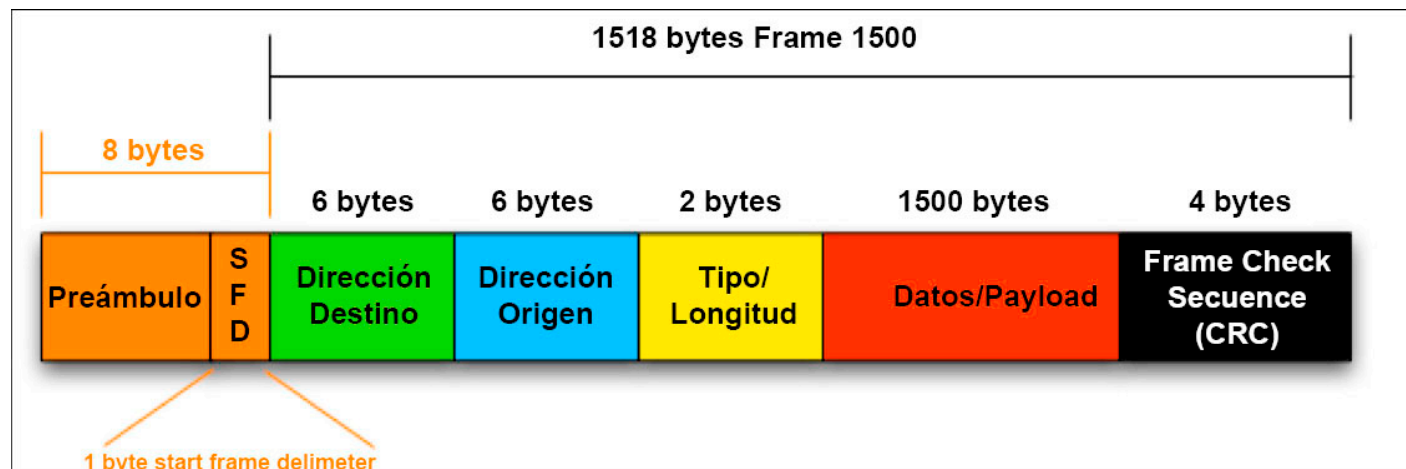 1518 bytes Frame 1500
8 bytes
6 bytes
6 bytes
2 bytes
1500 bytes
4 bytes
Preámbulo
S
F
D
Dirección
Destino
Dirección
Origen
Tipo/
Longitud
Datos/Payload
Frame Check
Secuence
(CRC)
1 byte start frame delimeter